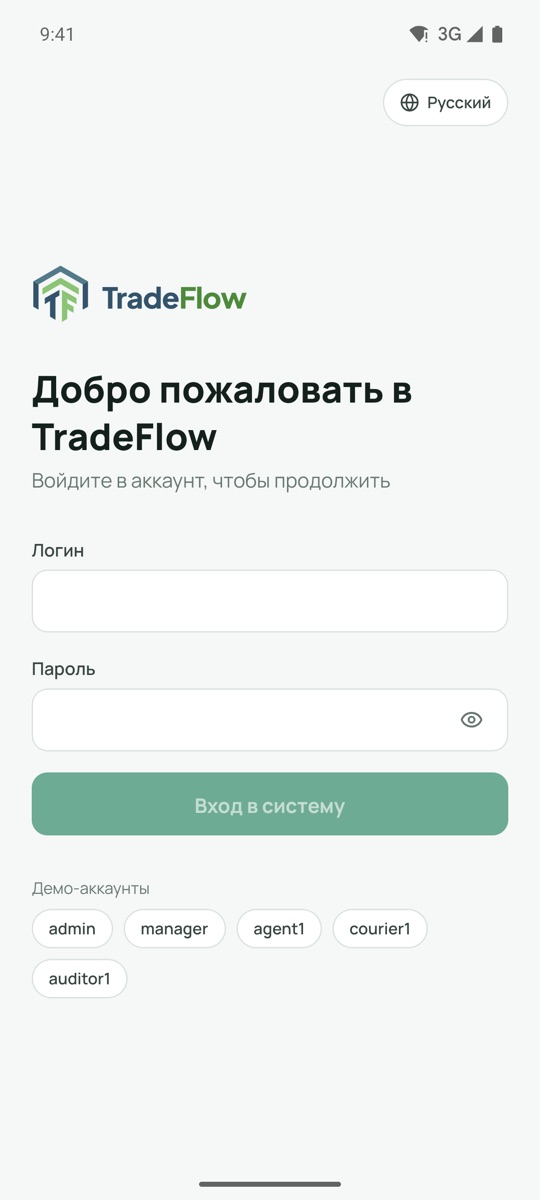 9:41
3G
Русский
TradeFlow
Добро пожаловать в
TradeFlow
Войдите в аккаунт, чтобы продолжить
Логин
Пароль
Вход в систему
Демо-аккаунты
admin manager agent1 courier1
auditor1